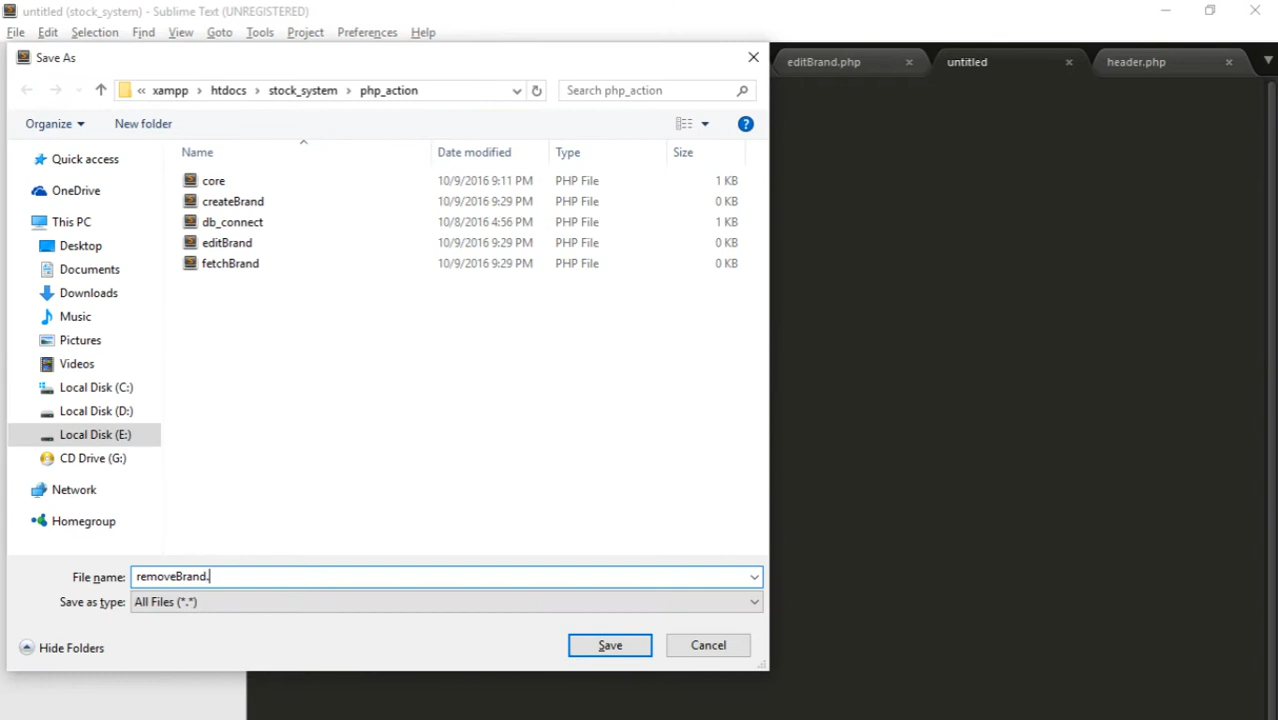 untitled (stock_system) - Sublime Text (UNREGISTERED)
File Edit Selection Find View Goto Tools Project Preferences Help
Save As
editBrand.php
untitled
header.php
« xampp › htdocs › stock_system › php_action
Search php_action
Organize
New folder
Name Date modified Type Size
core 10/9/2016 9:11 PM PHP File 1 KB
createBrand 10/9/2016 9:29 PM PHP File 0 KB
db_connect 10/8/2016 4:56 PM PHP File 1 KB
editBrand 10/9/2016 9:29 PM PHP File 0 KB
fetchBrand 10/9/2016 9:29 PM PHP File 0 KB
Quick access
OneDrive
This PC
Desktop
Documents
Downloads
Music
Pictures
Videos
Local Disk (C:)
Local Disk (D:)
Local Disk (E:)
CD Drive (G:)
Network
Homegroup
File name: removeBrand.
Save as type: All Files (*.*)
Hide Folders
Save
Cancel